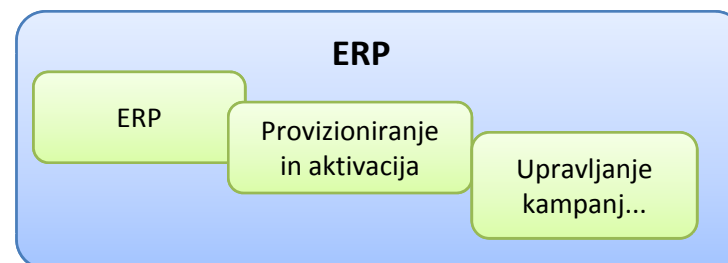 ERP
ERP
Provizioniranje
in aktivacija
Upravljanje
kampanj...